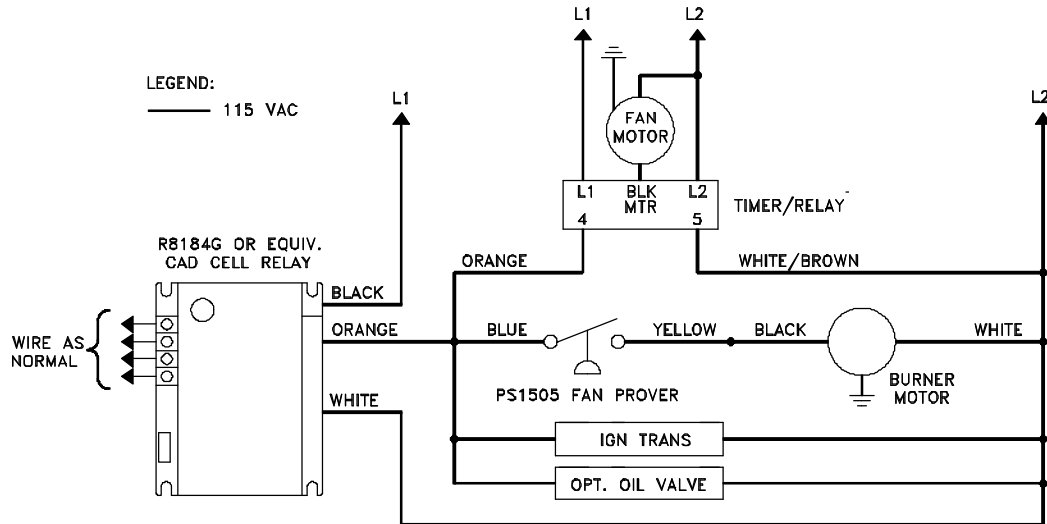 L1
L2
LEGEND:
115 VAC
L1
L2
FAN
MOTOR
L1
BLK
MTR
L2
4
5
TIMER/RELAY
R8184G OR EQUIV.
CAD CELL RELAY
ORANGE
WHITE/BROWN
BLACK
ORANGE
BLUE
YELLOW
BLACK
WHITE
WIRE AS
NORMAL
PS1505 FAN PROVER
BURNER
MOTOR
WHITE
IGN TRANS
OPT. OIL VALVE